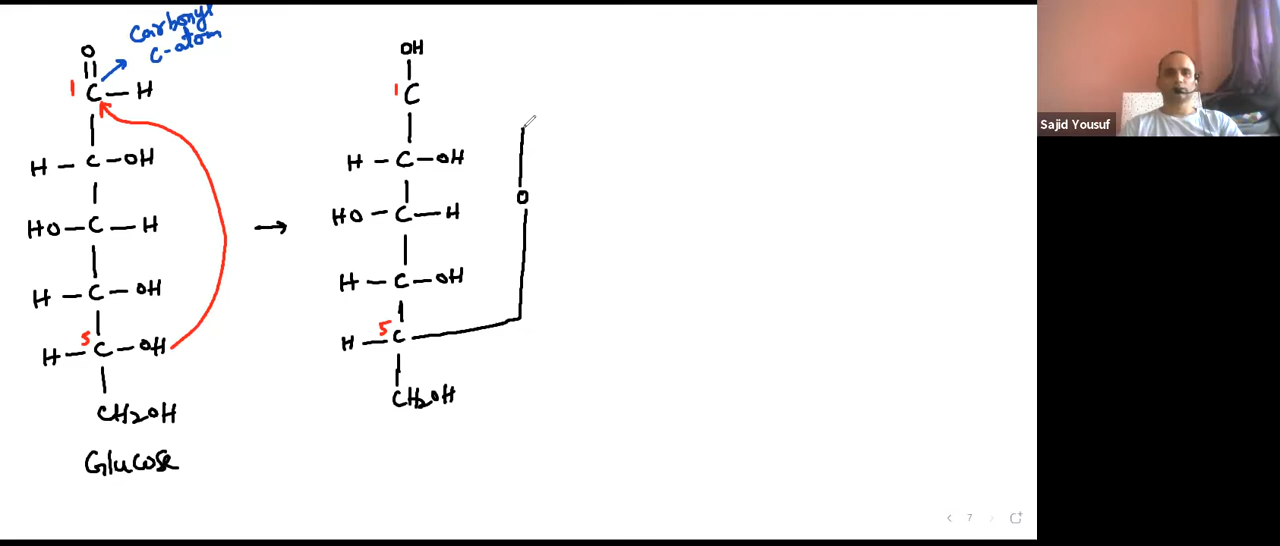 Carbonyl
C-atom
O
1 C - H
H - C - OH
HO - C - H
H - C - OH
5
H - C - OH
CH2OH
Glucose
→
OH
1 C
H - C - OH
HO - C - H
O
H - C - OH
5
H - C
CH2OH
Sajid Yousuf
< 7 >